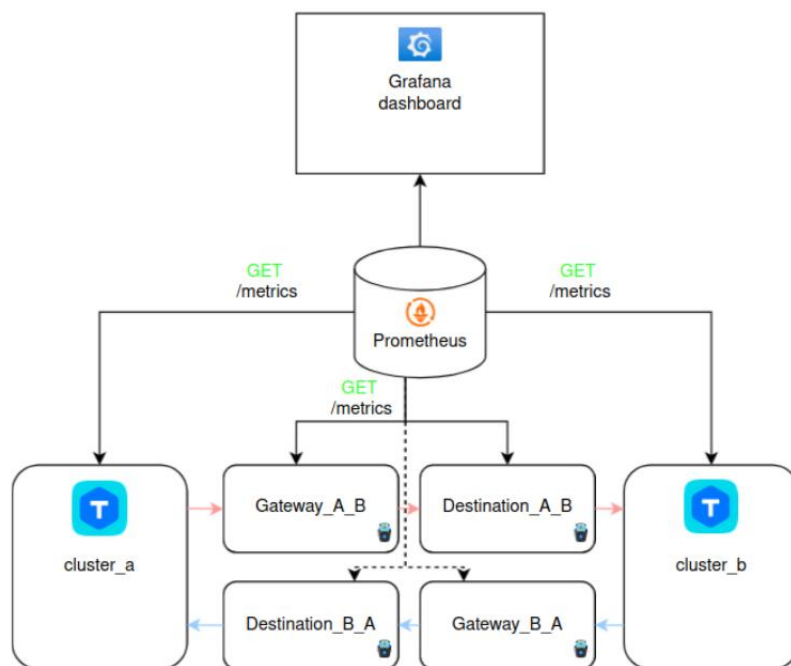 Grafana
dashboard
GET
/metrics
GET
/metrics
Prometheus
GET
/metrics
T
cluster_a
Gateway_A_B
Destination_A_B
T
cluster_b
Destination_B_A
Gateway_B_A